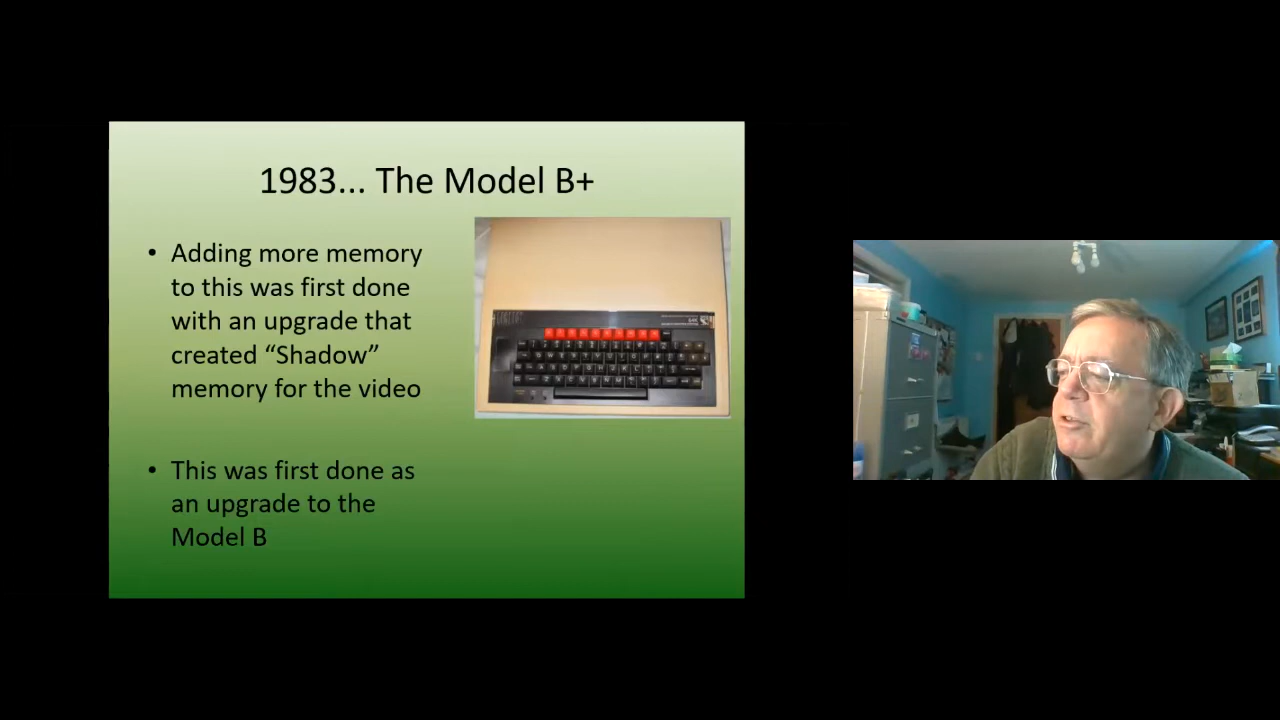 1983... The Model B+
• Adding more memory
to this was first done
with an upgrade that
created “Shadow”
memory for the video
• This was first done as
an upgrade to the
Model B